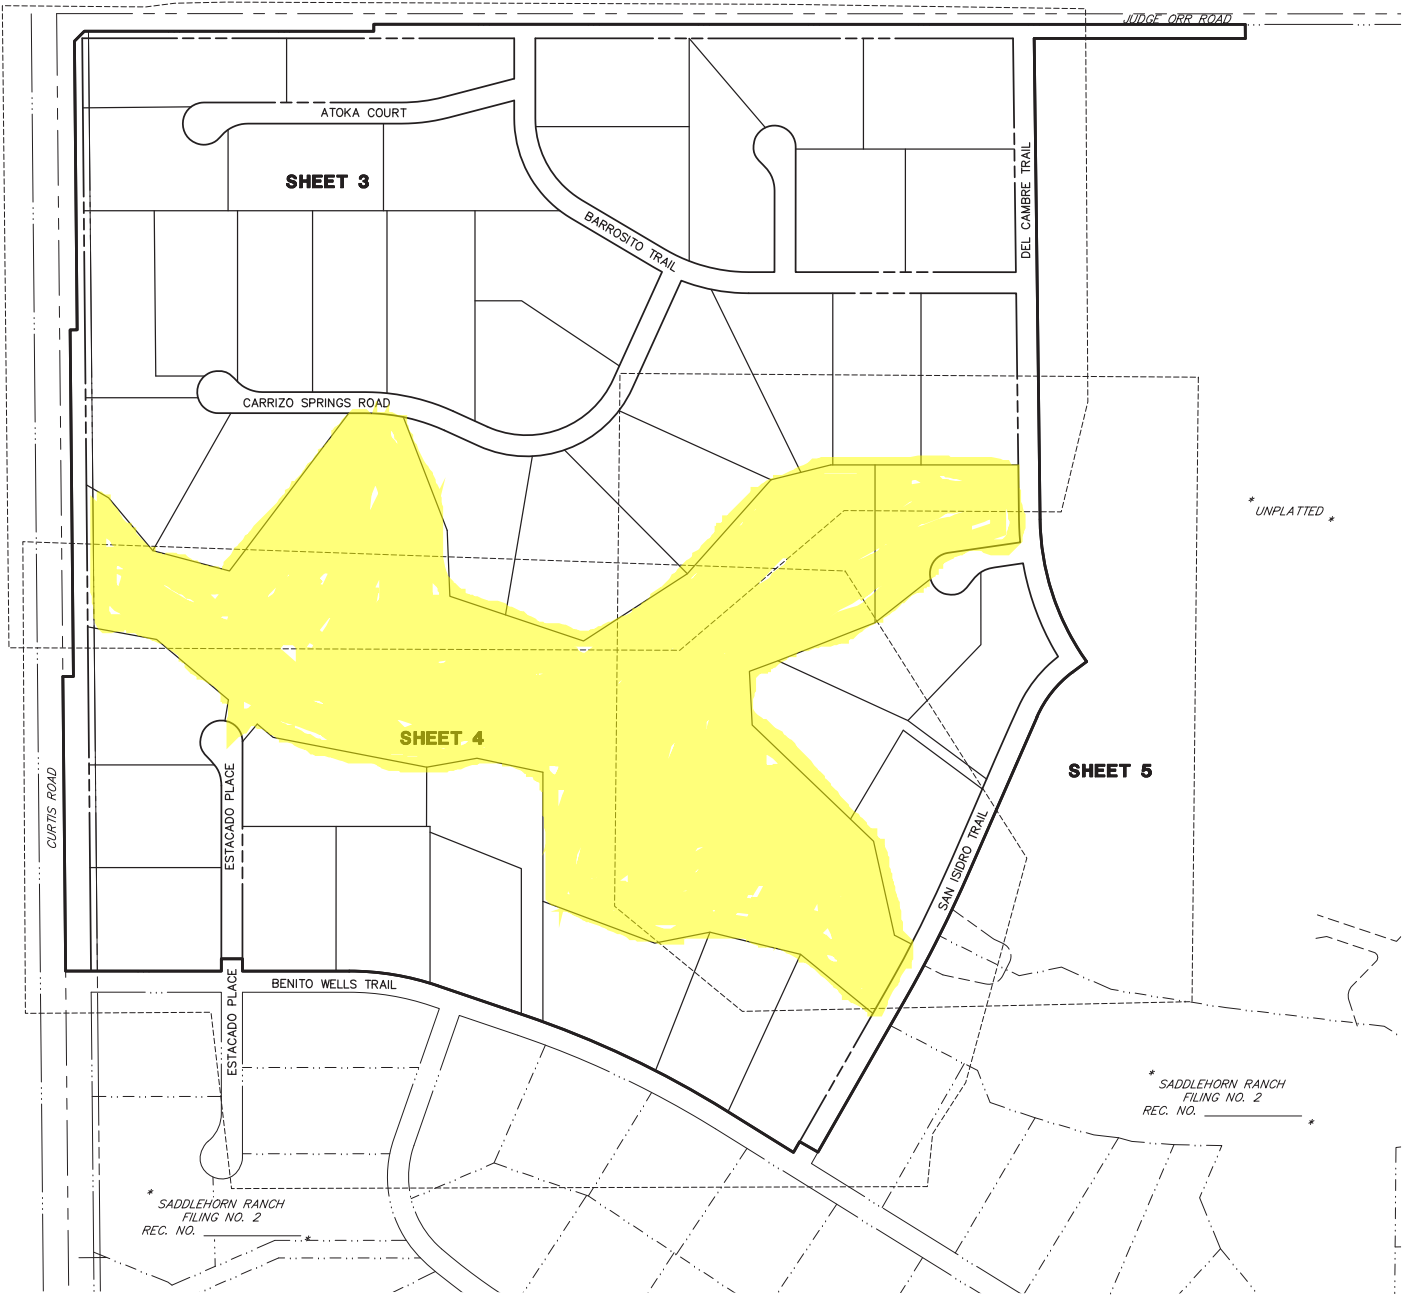 JUDGE ORR ROAD
ATOKA COURT
SHEET 3
DEL CAMBRE TRAIL
BARROSITO TRAIL
CARRIZO SPRINGS ROAD
*
UNPLATTED
*
SHEET 4
SHEET 5
CURTIS ROAD
ESTACADO PLACE
SAN ISIDRO TRAIL
BENITO WELLS TRAIL
ESTACADO PLACE
*
SADDLEHORN RANCH
FILING NO. 2
REC. NO. ____________
*
*
SADDLEHORN RANCH
FILING NO. 2
REC. NO. ____________
*